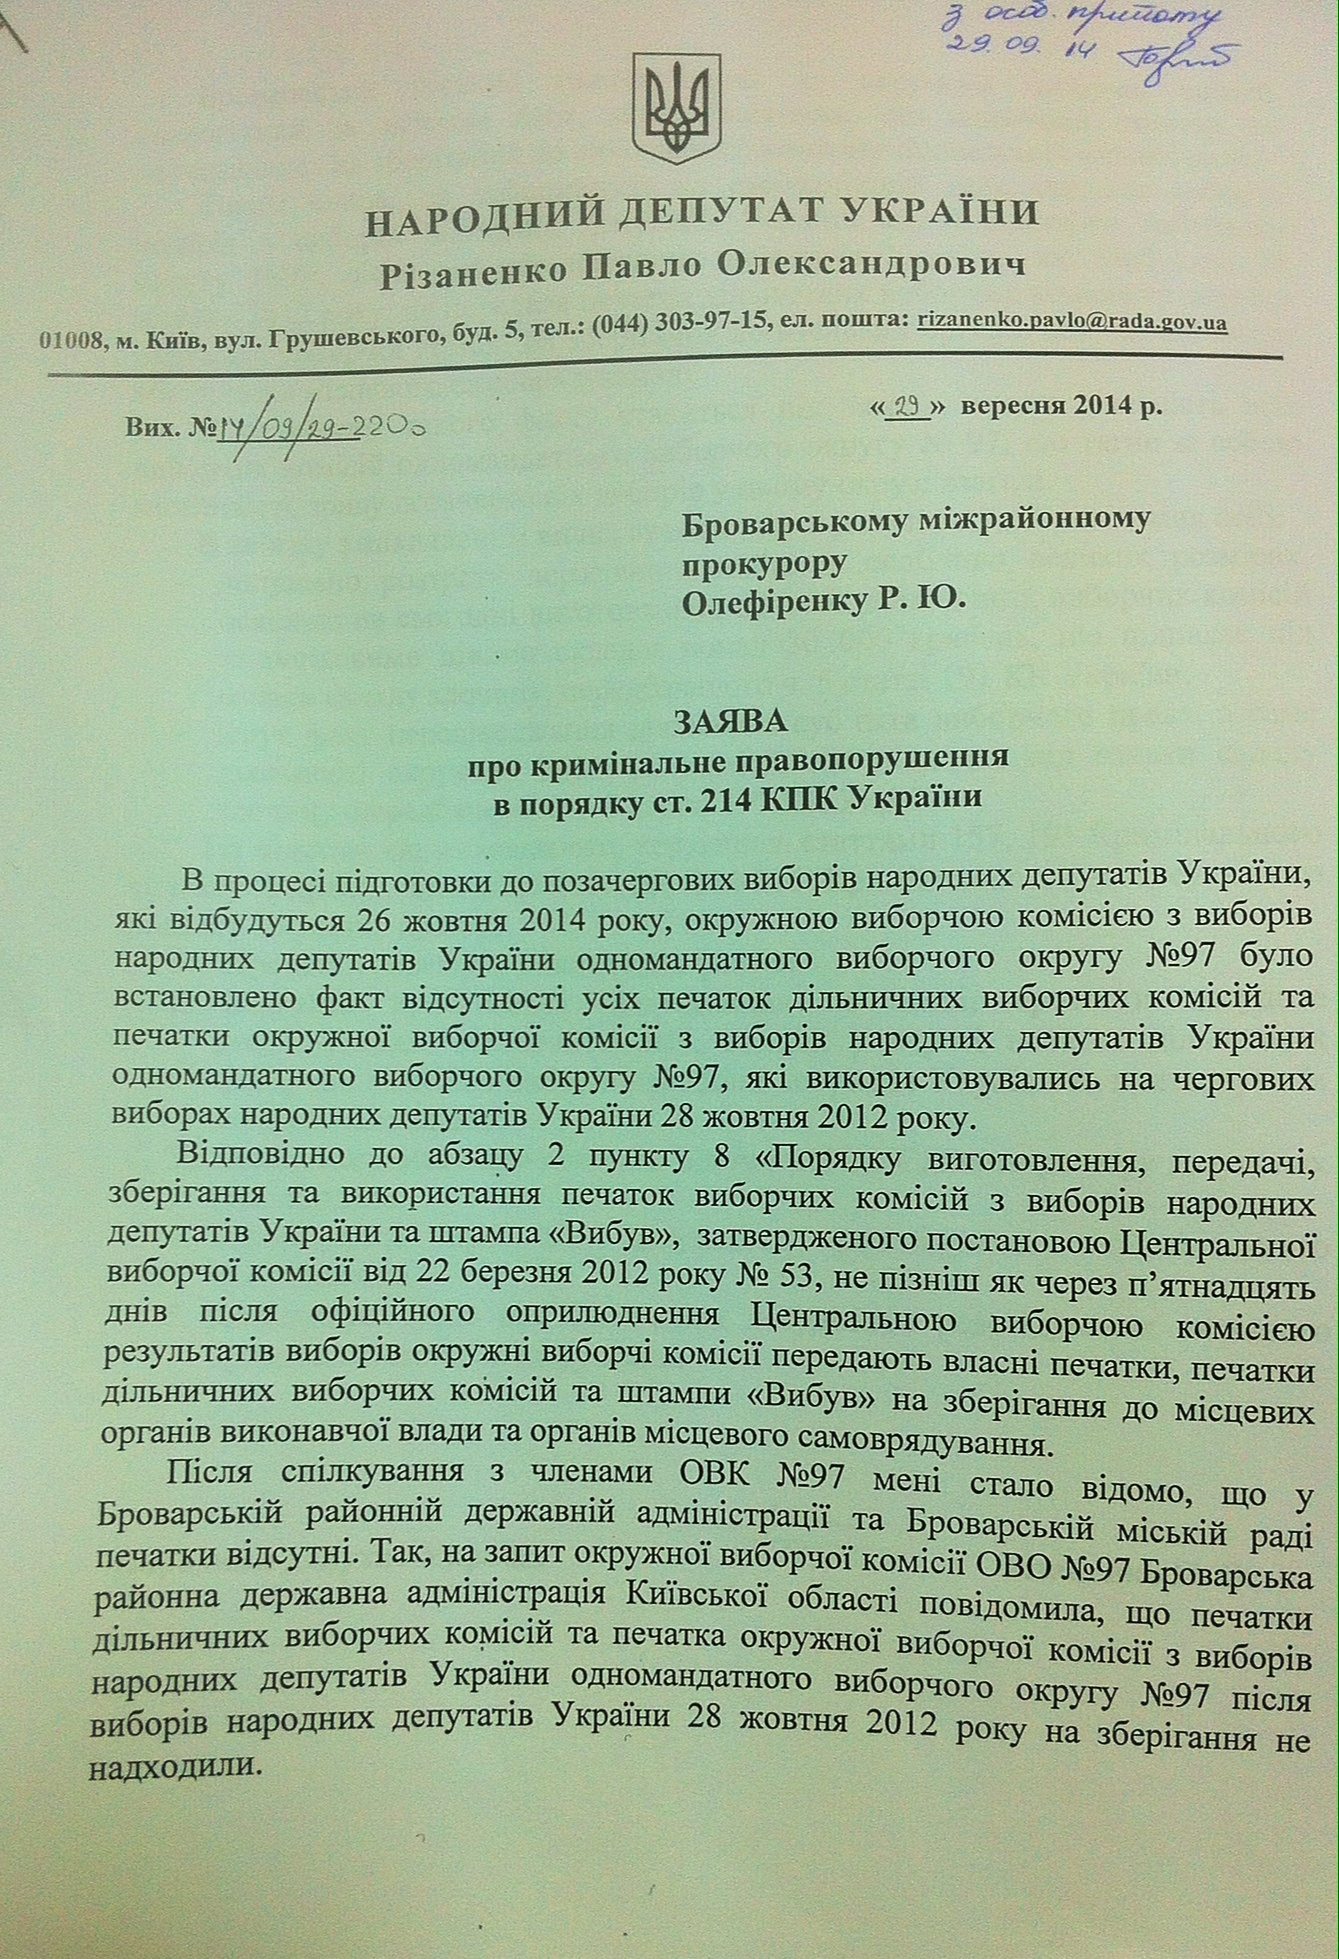 з осб. прийому
29.09.14
НАРОДНИЙ ДЕПУТАТ УКРАЇНИ
Різаненко Павло Олександрович
01008, м. Київ, вул. Грушевського, буд. 5, тел.: (044) 303-97-15, ел. пошта: rizanenko.pavlo@rada.gov.ua
Вих. №14/09/29-2200
«29» вересня 2014 р.
Броварському міжрайонному
прокурору
Олефіренку Р. Ю.
ЗАЯВА
про кримінальне правопорушення
в порядку ст. 214 КПК України
В процесі підготовки до позачергових виборів народних депутатів України,
які відбудуться 26 жовтня 2014 року, окружною виборчою комісією з виборів
народних депутатів України одномандатного виборчого округу №97 було
встановлено факт відсутності усіх печаток дільничних виборчих комісій та
печатки окружної виборчої комісії з виборів народних депутатів України
одномандатного виборчого округу №97, які використовувались на чергових
виборах народних депутатів України 28 жовтня 2012 року.
Відповідно до абзацу 2 пункту 8 «Порядку виготовлення, передачі,
зберігання та використання печаток виборчих комісій з виборів народних
депутатів України та штампа «Вибув», затвердженого постановою Центральної
виборчої комісії від 22 березня 2012 року № 53, не пізніш як через п’ятнадцять
днів після офіційного оприлюднення Центральною виборчою комісією
результатів виборів окружні виборчі комісії передають власні печатки, печатки
дільничних виборчих комісій та штампи «Вибув» на зберігання до місцевих
органів виконавчої влади та органів місцевого самоврядування.
Після спілкування з членами ОВК №97 мені стало відомо, що у
Броварській районній державній адміністрації та Броварській міській раді
печатки відсутні. Так, на запит окружної виборчої комісії ОВО №97 Броварська
районна державна адміністрація Київської області повідомила, що печатки
дільничних виборчих комісій та печатка окружної виборчої комісії з виборів
народних депутатів України одномандатного виборчого округу №97 після
виборів народних депутатів України 28 жовтня 2012 року на зберігання не
надходили.